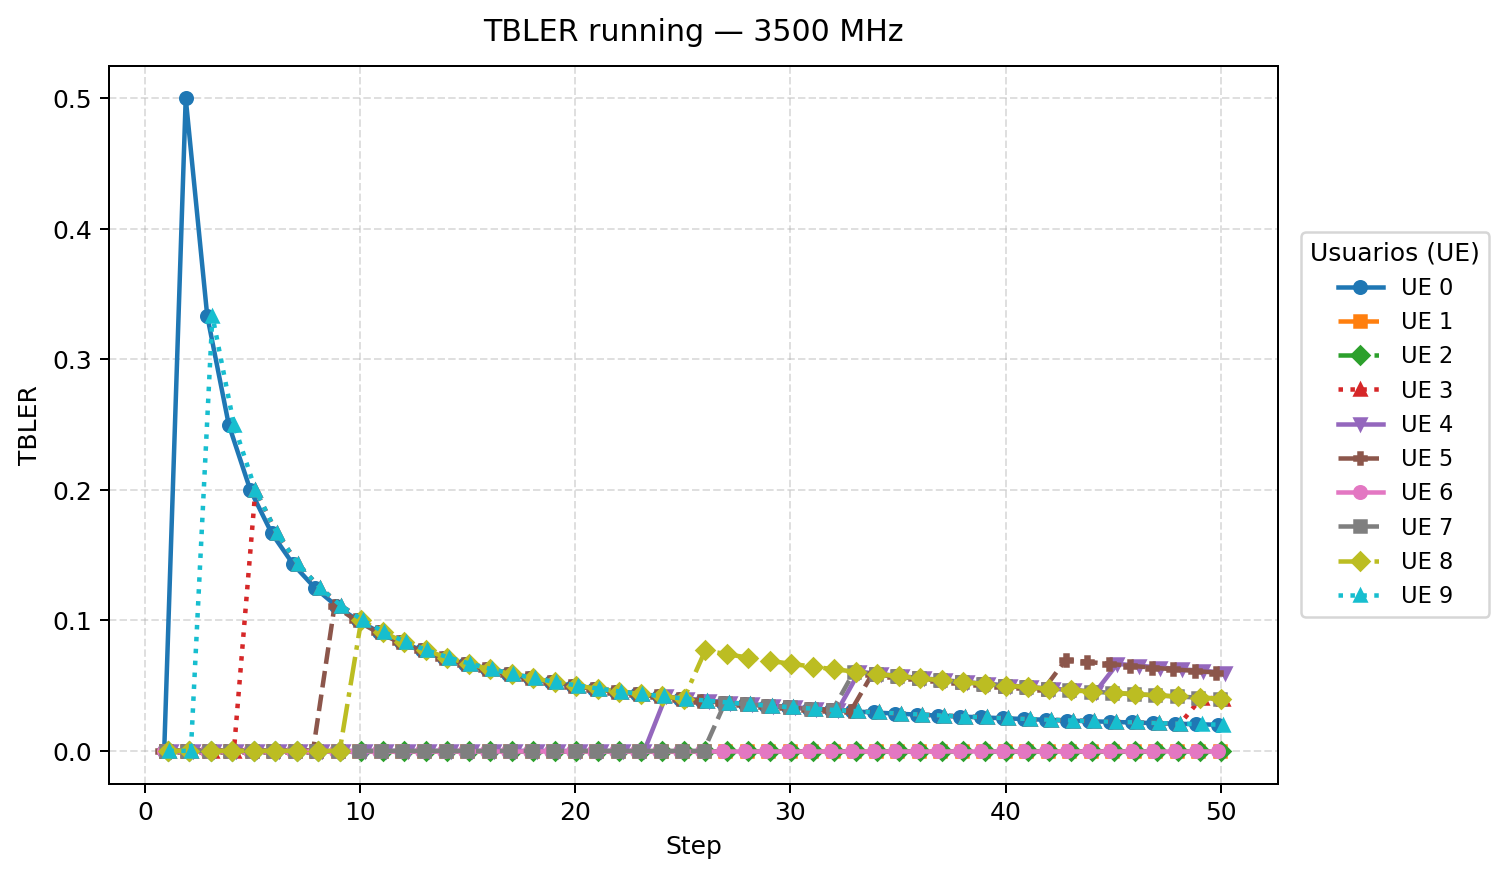 TBLER running — 3500 MHz
0.5
0.4
0.3
0.2
0.1
0.0
TBLER
0 10 20 30 40 50
Step
Usuarios (UE)
UE 0
UE 1
UE 2
UE 3
UE 4
UE 5
UE 6
UE 7
UE 8
UE 9